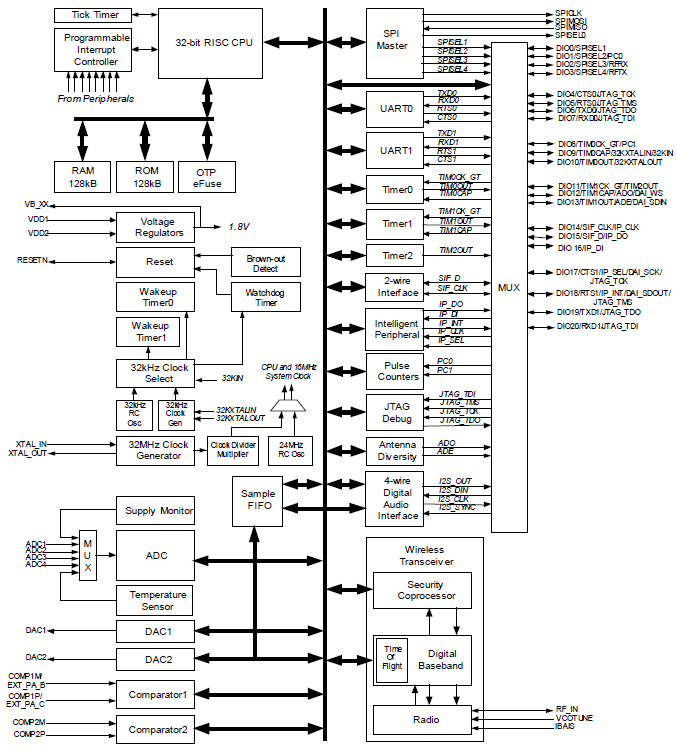 Tick Timer
Programmable
Interrupt
Controller
From Peripherals
32-bit RISC CPU
RAM
128kB
ROM
128kB
OTP
eFuse
VB_XX
VDD1
VDD2
Voltage
Regulators
1.8V
RESETN
Reset
Brown-out
Detect
Wakeup
Timer0
Watchdog
Timer
Wakeup
Timer1
32kHz Clock
Select
32KIN
CPU and 16MHz
System Clock
32kHz
RC
Osc
32kHz
Clock
Gen
32KXTALIN
32KXTALOUT
XTAL_IN
XTAL_OUT
32MHz Clock
Generator
Clock Divider
Multiplier
24MHz
RC Osc
Sample
FIFO
Supply Monitor
ADC1
ADC2
ADC3
ADC4
M
U
X
ADC
Temperature
Sensor
DAC1
DAC1
DAC2
DAC2
COMP1M/
EXT_PA_B
COMP1P/
EXT_PA_C
Comparator1
COMP2M
COMP2P
Comparator2
SPI
Master
SPICLK
SPIMOSI
SPIMISO
SPISEL0
SPISEL1
SPISEL2
SPISEL3
SPISEL4
UART0
TXD0
RXD0
RTS0
CTS0
UART1
TXD1
RXD1
RTS1
CTS1
Timer0
TIM0CK_GT
TIM0OUT
TIM0CAP
Timer1
TIM1CK_GT
TIM1OUT
TIM1CAP
Timer2
TIM2OUT
2-wire
Interface
SIF_D
SIF_CLK
Intelligent
Peripheral
IP_DO
IP_DI
IP_INT
IP_CLK
IP_SEL
Pulse
Counters
PC0
PC1
JTAG
Debug
JTAG_TDI
JTAG_TMS
JTAG_TCK
JTAG_TDO
Antenna
Diversity
ADO
ADE
4-wire
Digital
Audio
Interface
I2S_OUT
I2S_DIN
I2S_CLK
I2S_SYNC
MUX
DIO0/SPISEL1
DIO1/SPISEL2/PC0
DIO2/SPISEL3/RFRX
DIO3/SPISEL4/RFTX
DIO4/CTS0/JTAG_TCK
DIO5/RTS0/JTAG_TMS
DIO6/TXD0/JTAG_TDO
DIO7/RXD0/JTAG_TDI
DIO8/TIM0CK_GT/PC1
DIO9/TIM0CAP/32KXTALIN/32KIN
DIO10/TIM0OUT/32KXTALOUT
DIO11/TIM1CK_GT/TIM2OUT
DIO12/TIM1CAP/ADO/DAI_WS
DIO13/TIM1OUT/ADE/DAI_SDIN
DIO14/SIF_CLK/IP_CLK
DIO15/SIF_D/IP_DO
DIO 16/IP_DI
DIO17/CTS1/IP_SEL/DAI_SCK/
JTAG_TCK
DIO18/RTS1/IP_INT/DAI_SDOUT/
JTAG_TMS
DIO19/TXD1/JTAG_TDO
DIO20/RXD1/JTAG_TDI
Wireless
Transceiver
Security
Coprocessor
Time
Of
Flight
Digital
Baseband
Radio
RF_IN
VCOTUNE
IBAIS